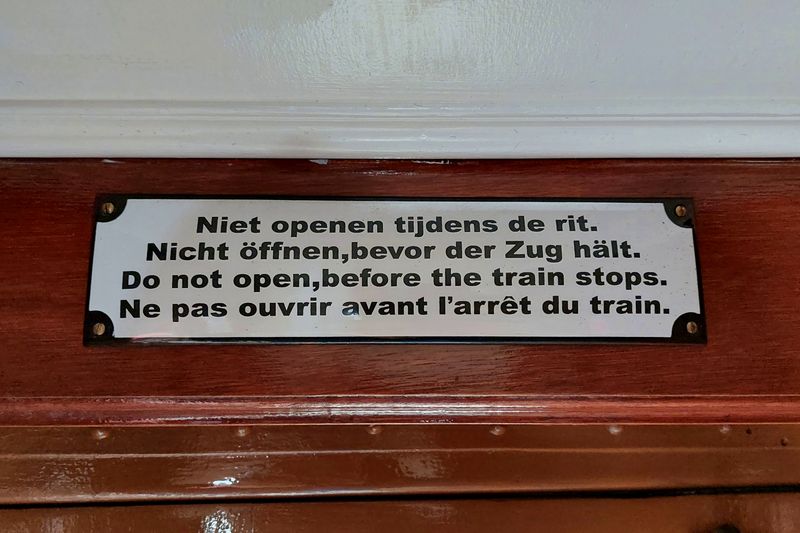 Niet openen tijdens de rit.
Nicht öffnen,bevor der Zug hält.
Do not open,before the train stops.
Ne pas ouvrir avant l'arrêt du train.